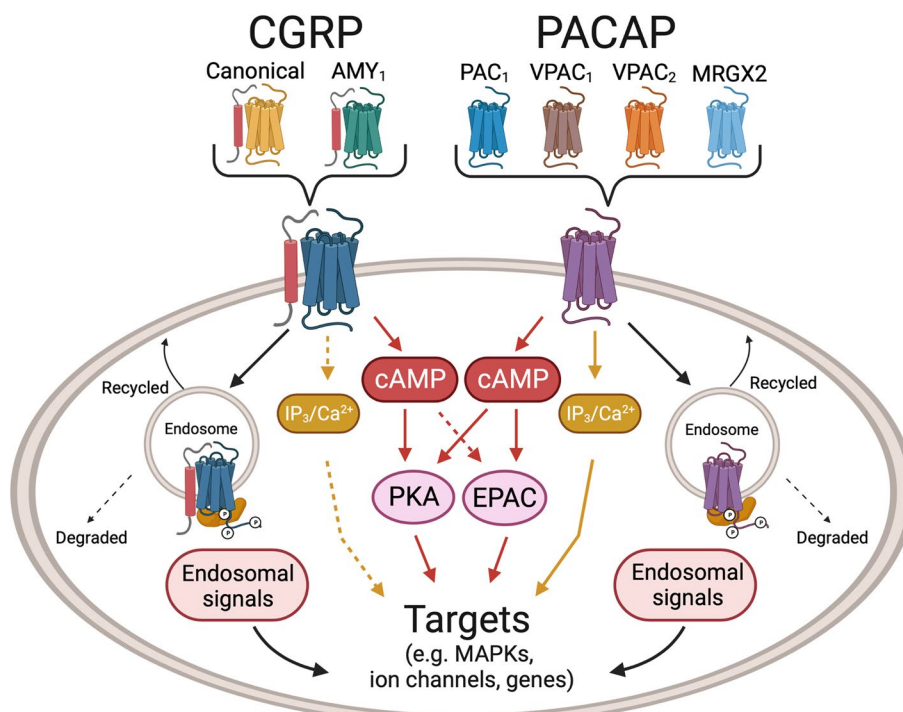 CGRP
PACAP
Canonical
AMY₁
PAC₁
VPAC₁
VPAC₂
MRGX2
Recycled
Endosome
Degraded
IP₃/Ca²⁺
cAMP
cAMP
IP₃/Ca²⁺
Recycled
Endosome
Degraded
P
P
P
P
P
P
PKA
EPAC
Endosomal
signals
Endosomal
signals
Targets
(e.g. MAPKs,
ion channels, genes)